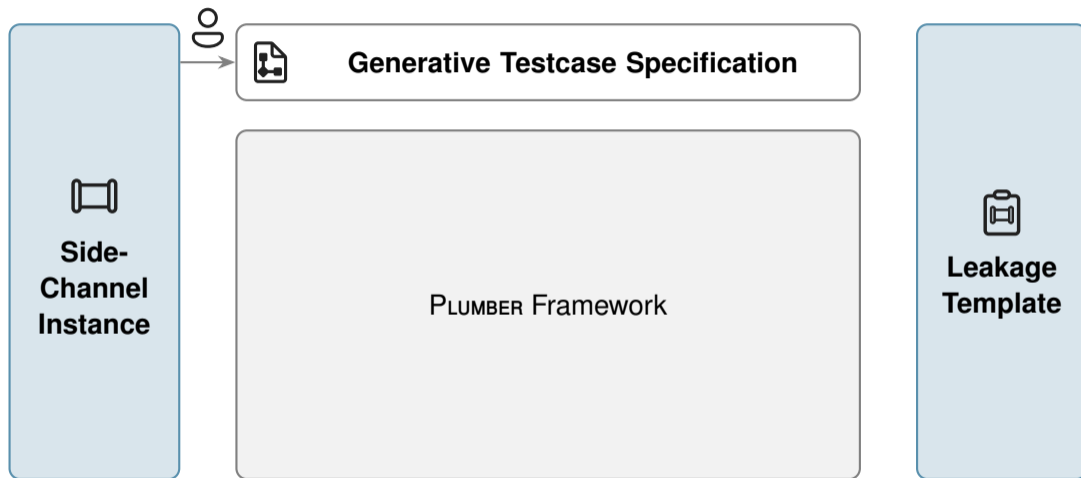 Generative Testcase Specification
Side-
Channel
Instance
PLUMBER Framework
Leakage
Template